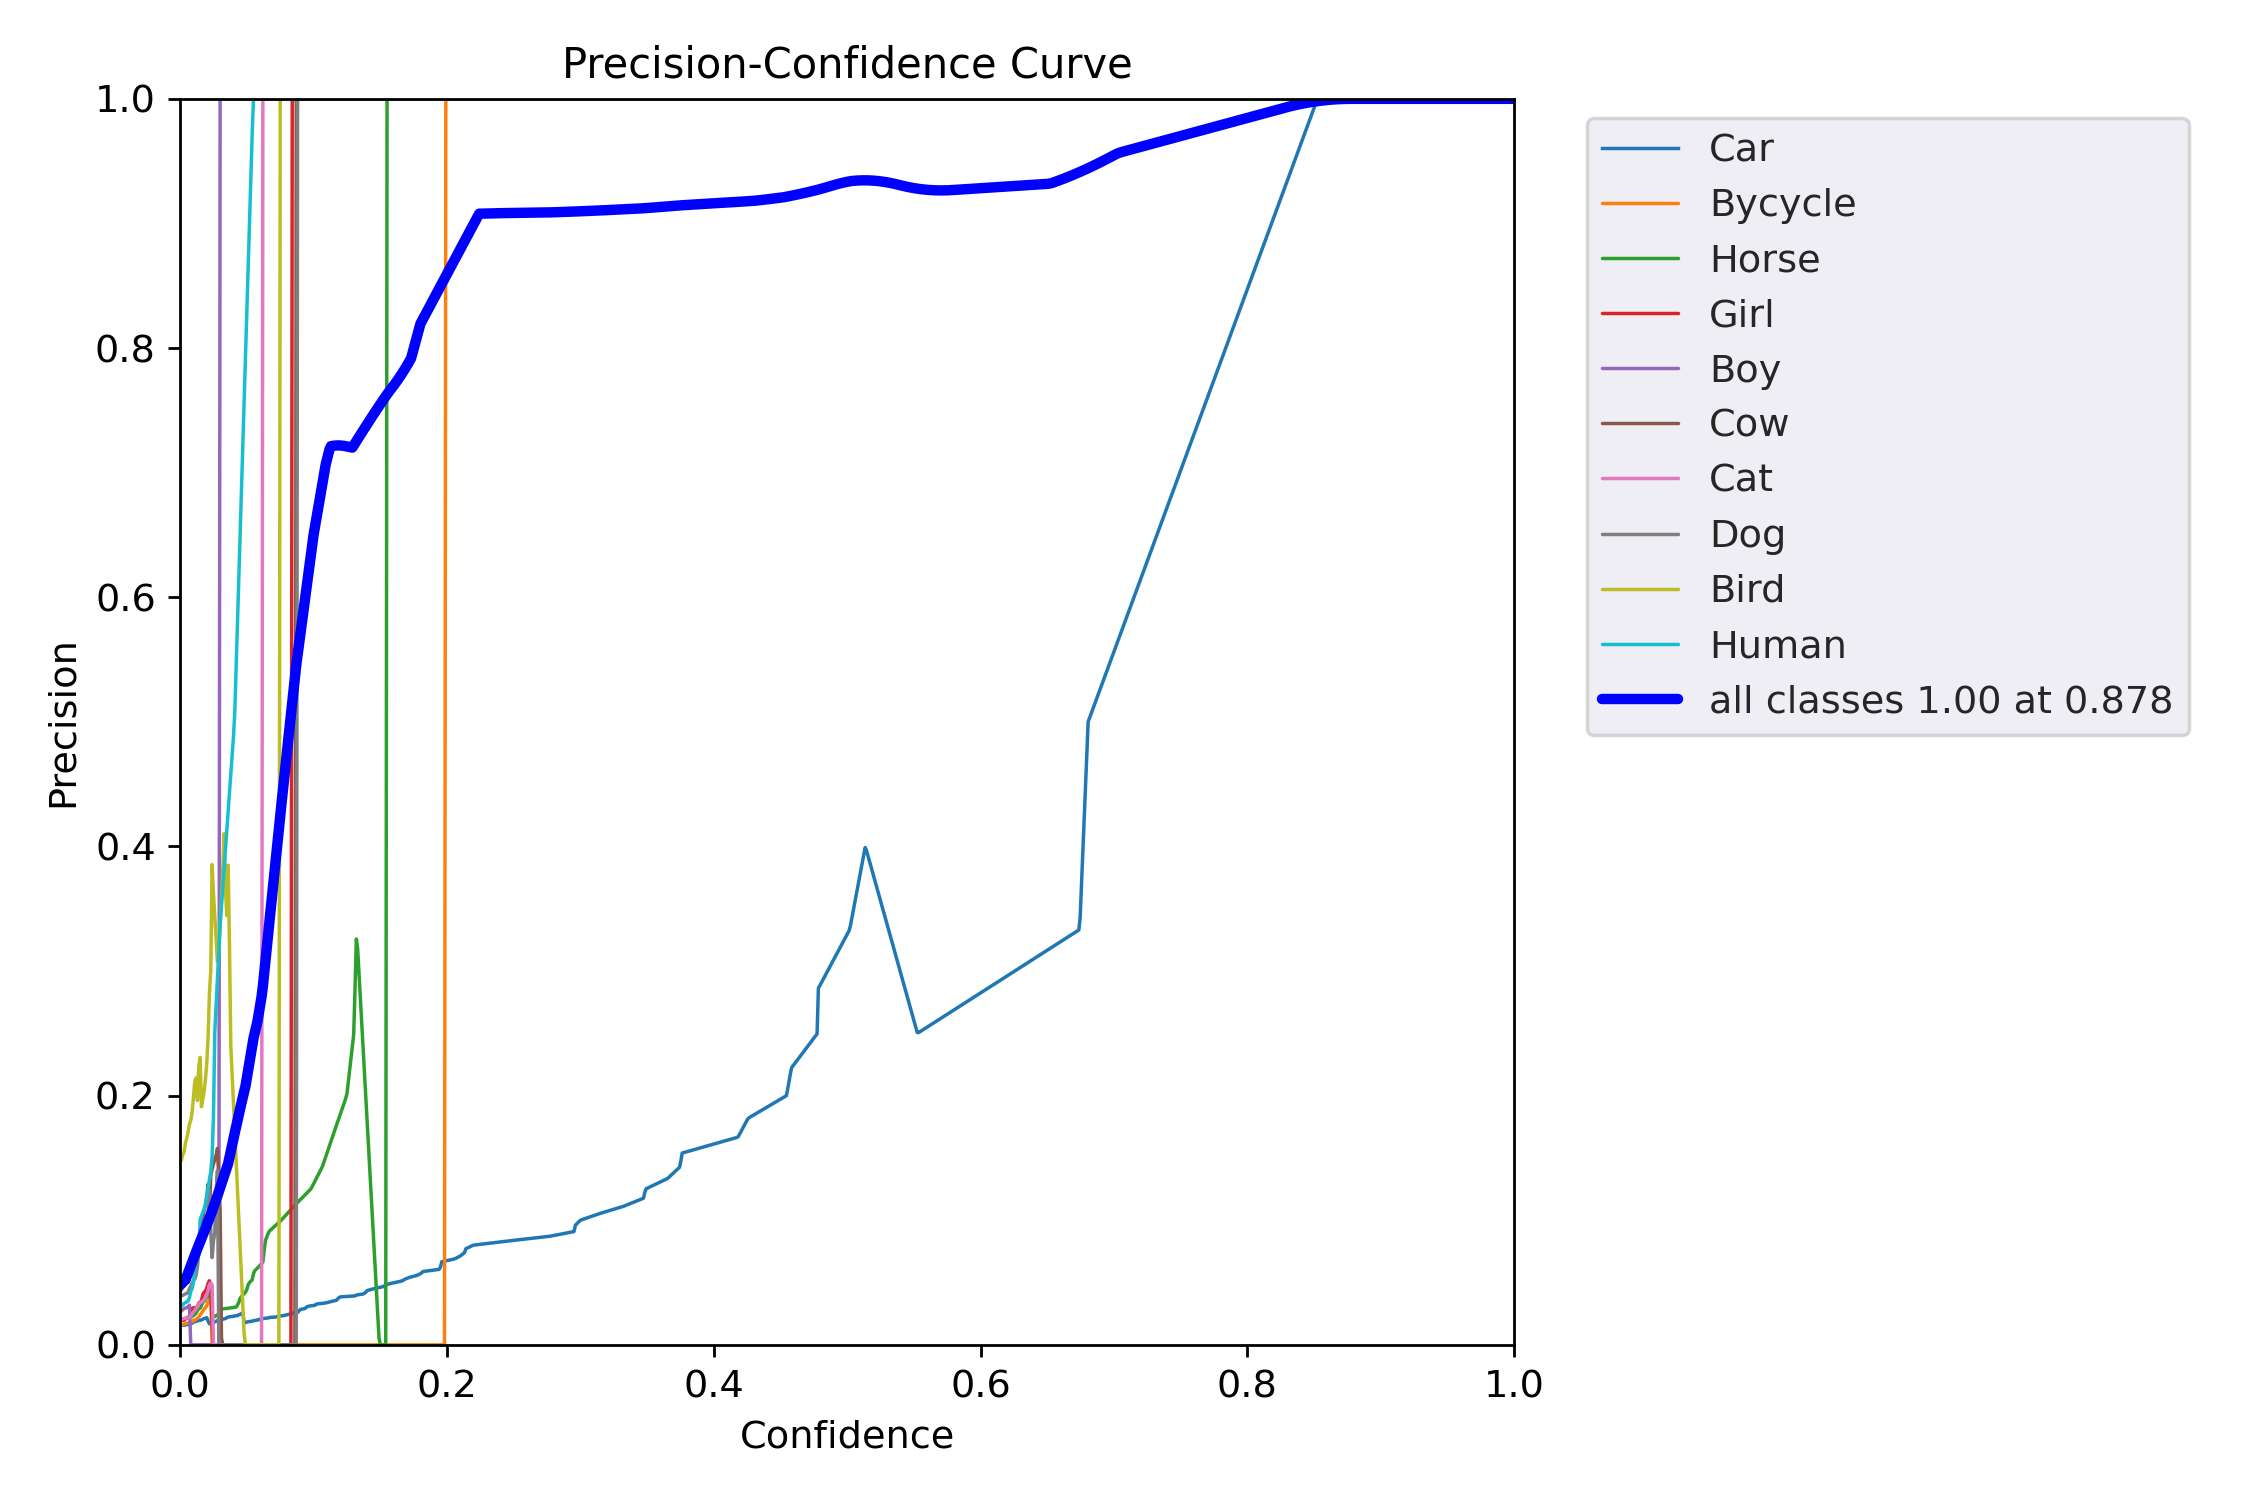 Precision-Confidence Curve
1.0
0.8
0.6
0.4
0.2
0.0
Precision
0.0 0.2 0.4 0.6 0.8 1.0
Confidence
Car
Bycycle
Horse
Girl
Boy
Cow
Cat
Dog
Bird
Human
all classes 1.00 at 0.878